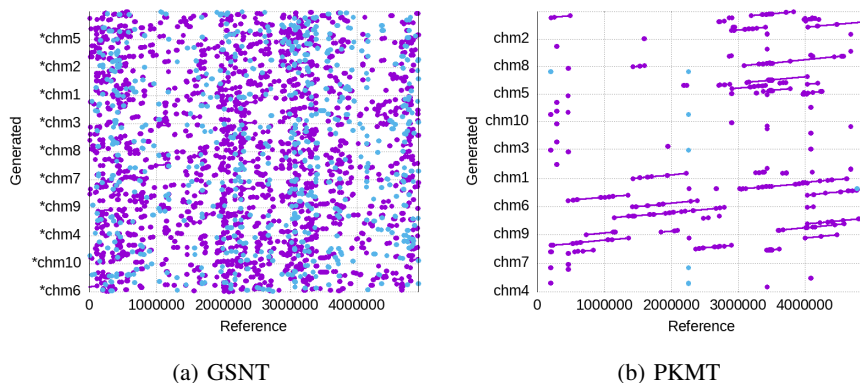 Generated
*chm5
*chm2
*chm1
*chm3
*chm8
*chm7
*chm9
*chm4
*chm10
*chm6
0 1000000 2000000 3000000 4000000
Reference
(a) GSNT
Generated
chm2
chm8
chm5
chm10
chm3
chm1
chm6
chm9
chm7
chm4
0 1000000 2000000 3000000 4000000
Reference
(b) PKMT